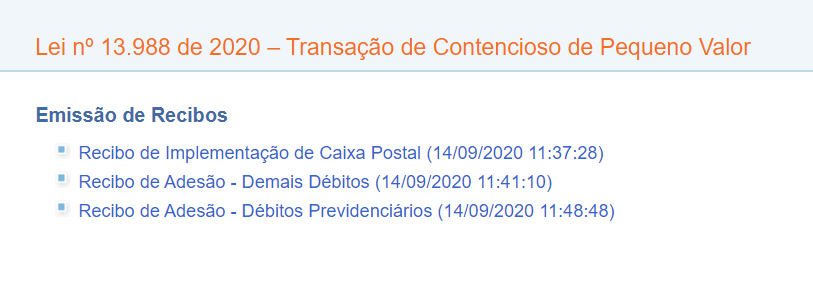 Lei nº 13.988 de 2020 – Transação de Contencioso de Pequeno Valor
Emissão de Recibos
Recibo de Implementação de Caixa Postal (14/09/2020 11:37:28)
Recibo de Adesão - Demais Débitos (14/09/2020 11:41:10)
Recibo de Adesão - Débitos Previdenciários (14/09/2020 11:48:48)